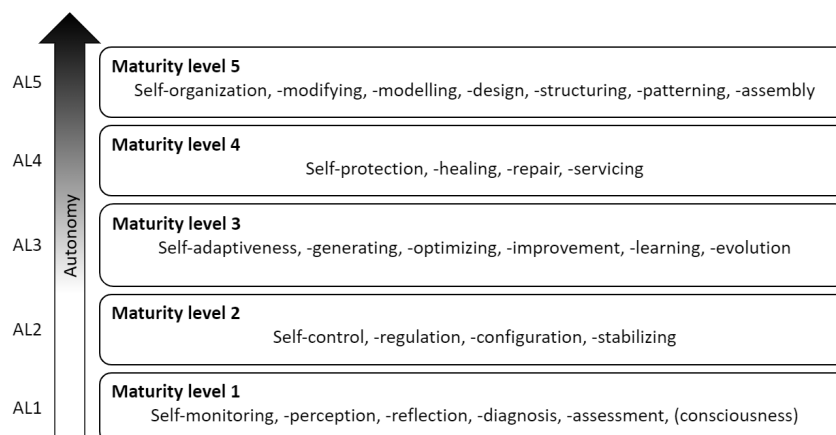 AL5
Maturity level 5
Self-organization, -modifying, -modelling, -design, -structuring, -patterning, -assembly
AL4
Maturity level 4
Self-protection, -healing, -repair, -servicing
AL3
Autonomy
Maturity level 3
Self-adaptiveness, -generating, -optimizing, -improvement, -learning, -evolution
AL2
Maturity level 2
Self-control, -regulation, -configuration, -stabilizing
AL1
Maturity level 1
Self-monitoring, -perception, -reflection, -diagnosis, -assessment, (consciousness)